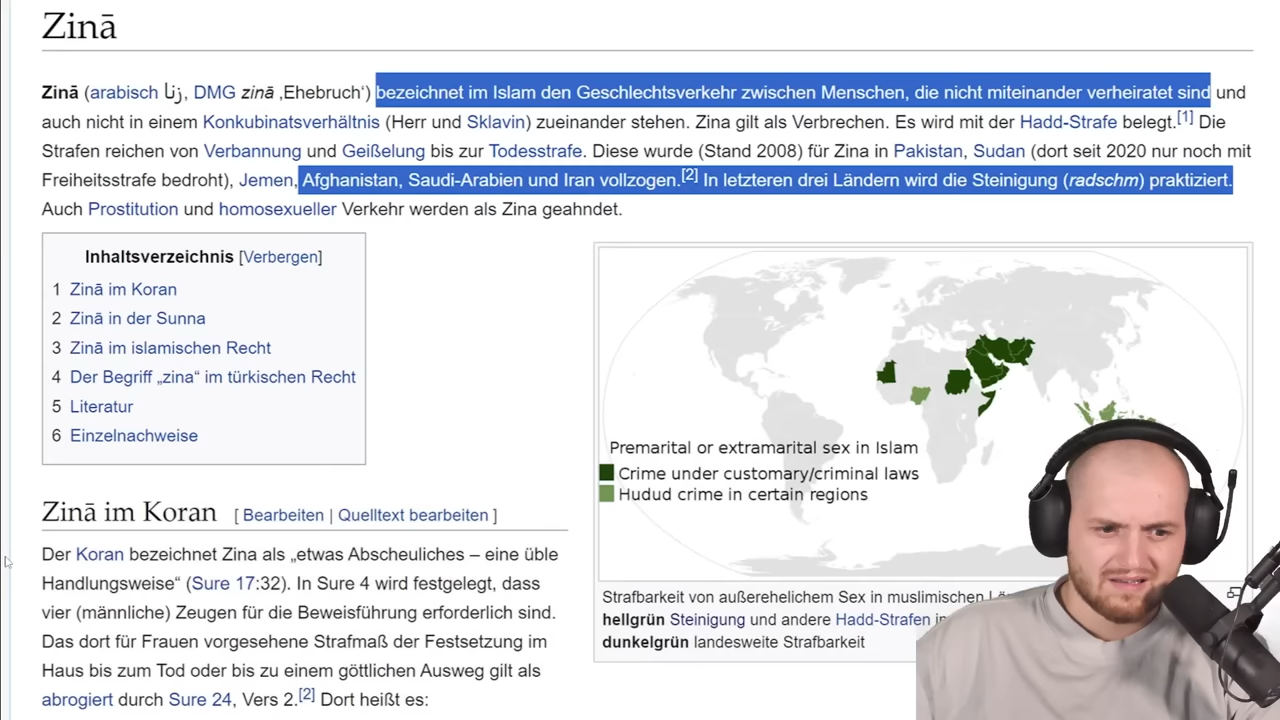 Zinā
Zinā (arabisch زنا, DMG zinā ‚Ehebruch‘) bezeichnet im Islam den Geschlechtsverkehr zwischen Menschen, die nicht miteinander verheiratet sind und
auch nicht in einem Konkubinatsverhältnis (Herr und Sklavin) zueinander stehen. Zina gilt als Verbrechen. Es wird mit der Hadd-Strafe belegt.[1] Die
Strafen reichen von Verbannung und Geißelung bis zur Todesstrafe. Diese wurde (Stand 2008) für Zina in Pakistan, Sudan (dort seit 2020 nur noch mit
Freiheitsstrafe bedroht), Jemen, Afghanistan, Saudi-Arabien und Iran vollzogen.[2] In letzteren drei Ländern wird die Steinigung (radschm) praktiziert.
Auch Prostitution und homosexueller Verkehr werden als Zina geahndet.
Inhaltsverzeichnis [Verbergen]
1 Zinā im Koran
2 Zinā in der Sunna
3 Zinā im islamischen Recht
4 Der Begriff „zina” im türkischen Recht
5 Literatur
6 Einzelnachweise
Premarital or extramarital sex in Islam
Crime under customary/criminal laws
Hudud crime in certain regions
Strafbarkeit von außerehelichem Sex in muslimischen
hellgrün Steinigung und andere Hadd-Strafen
dunkelgrün landesweite Strafbarkeit
Zinā im Koran [ Bearbeiten | Quelltext bearbeiten ]
Der Koran bezeichnet Zina als „etwas Abscheuliches – eine üble
Handlungsweise“ (Sure 17:32). In Sure 4 wird festgelegt, dass
vier (männliche) Zeugen für die Beweisführung erforderlich sind.
Das dort für Frauen vorgesehene Strafmaß der Festsetzung im
Haus bis zum Tod oder bis zu einem göttlichen Ausweg gilt als
abrogiert durch Sure 24, Vers 2.[2] Dort heißt es: